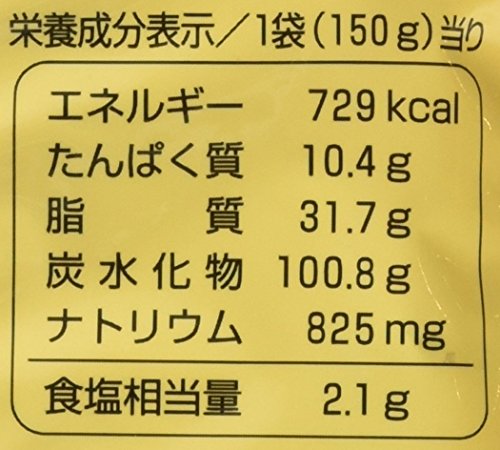 栄養成分表示／1袋（150g）当り
エネルギー 729kcal
たんぱく質 10.4g
脂質 31.7g
炭水化物 100.8g
ナトリウム 825mg
食塩相当量 2.1g